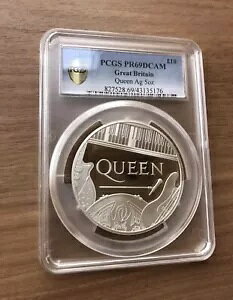 PCGS PR69DCAM £10
Great Britain
Queen Ag 5oz
827528.69/43135176
QUEEN